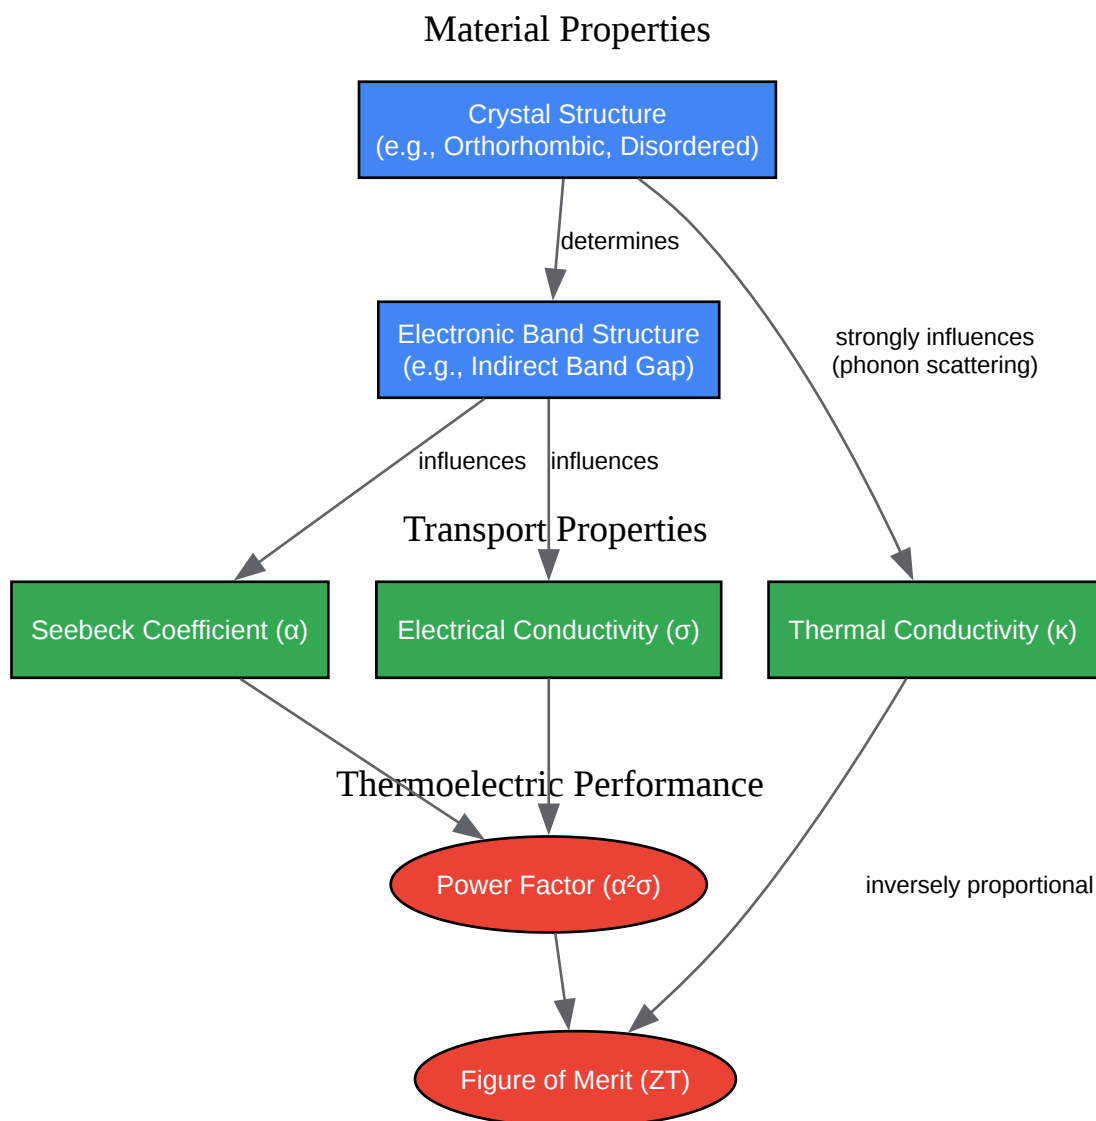 Material Properties
Crystal Structure
(e.g., Orthorhombic, Disordered)
determines
Electronic Band Structure
(e.g., Indirect Band Gap)
strongly influences
(phonon scattering)
influences
influences
Transport Properties
Seebeck Coefficient (α)
Electrical Conductivity (σ)
Thermal Conductivity (κ)
Thermoelectric Performance
Power Factor (α²σ)
inversely proportional
Figure of Merit (ZT)